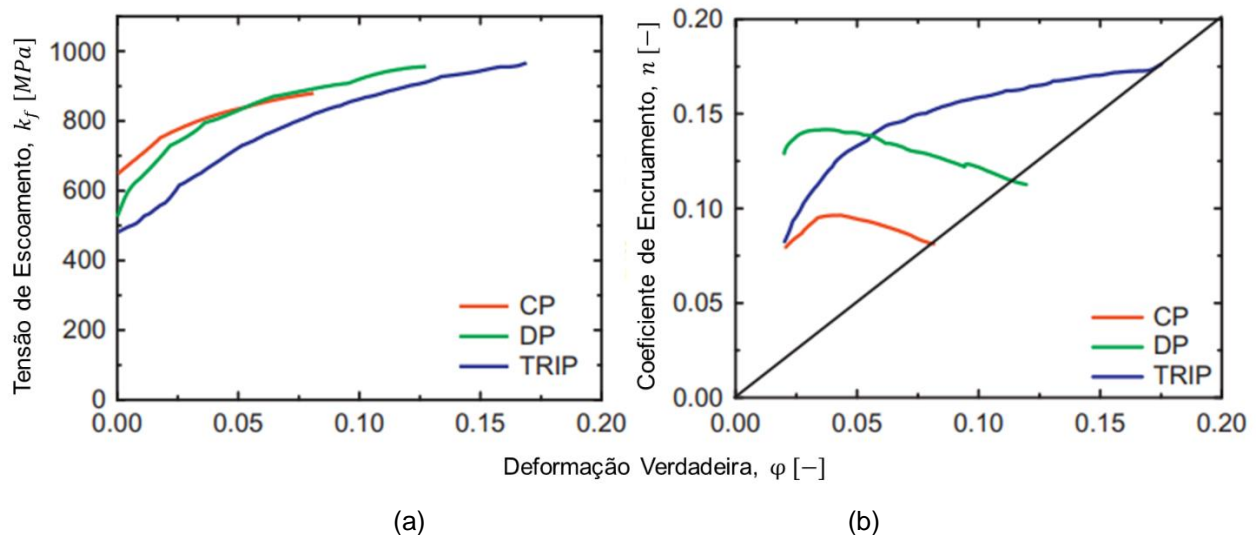 Tensão de Escoamento, k_f [MPa]
1000
800
600
400
200
0
0.00 0.05 0.10 0.15 0.20
CP
DP
TRIP
Coeficiente de Encruamento, n [−]
0.20
0.15
0.10
0.05
0.00
0.00 0.05 0.10 0.15 0.20
CP
DP
TRIP
Deformação Verdadeira, φ [−]
(a)
(b)